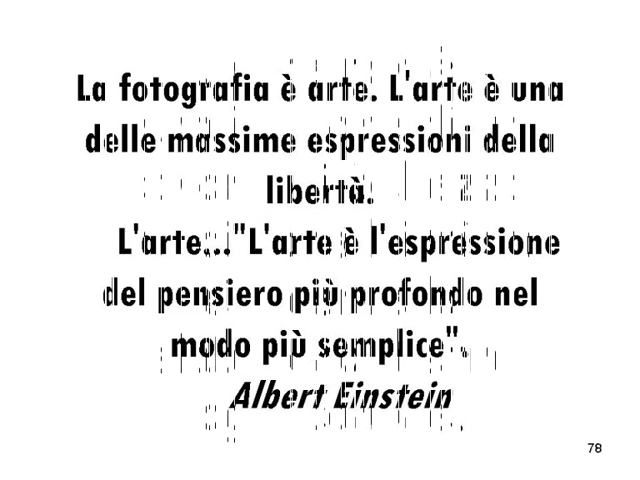 La fotografia è arte. L'arte è una
delle massime espressioni della
libertà.
L'arte..."L'arte è l'espressione
del pensiero più profondo nel
modo più semplice".
Albert Einstein
78